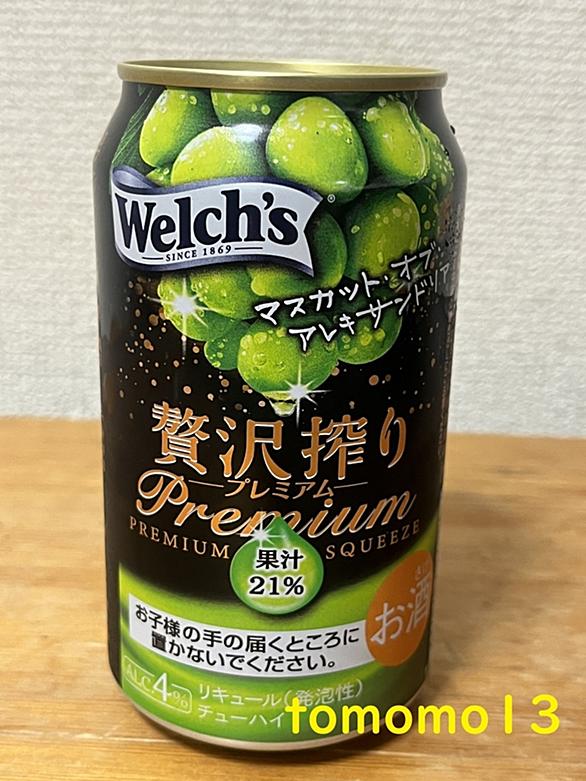 Welch's
SINCE 1869
マスカット・オブ・
アレキサンドリア
贅沢搾り
プレミアム
Premium
PREMIUM SQUEEZE
果汁
21%
お酒
お子様の手の届くところに
置かないでください。
ALC.4%
リキュール(発泡性)
チューハイ
tomomo13